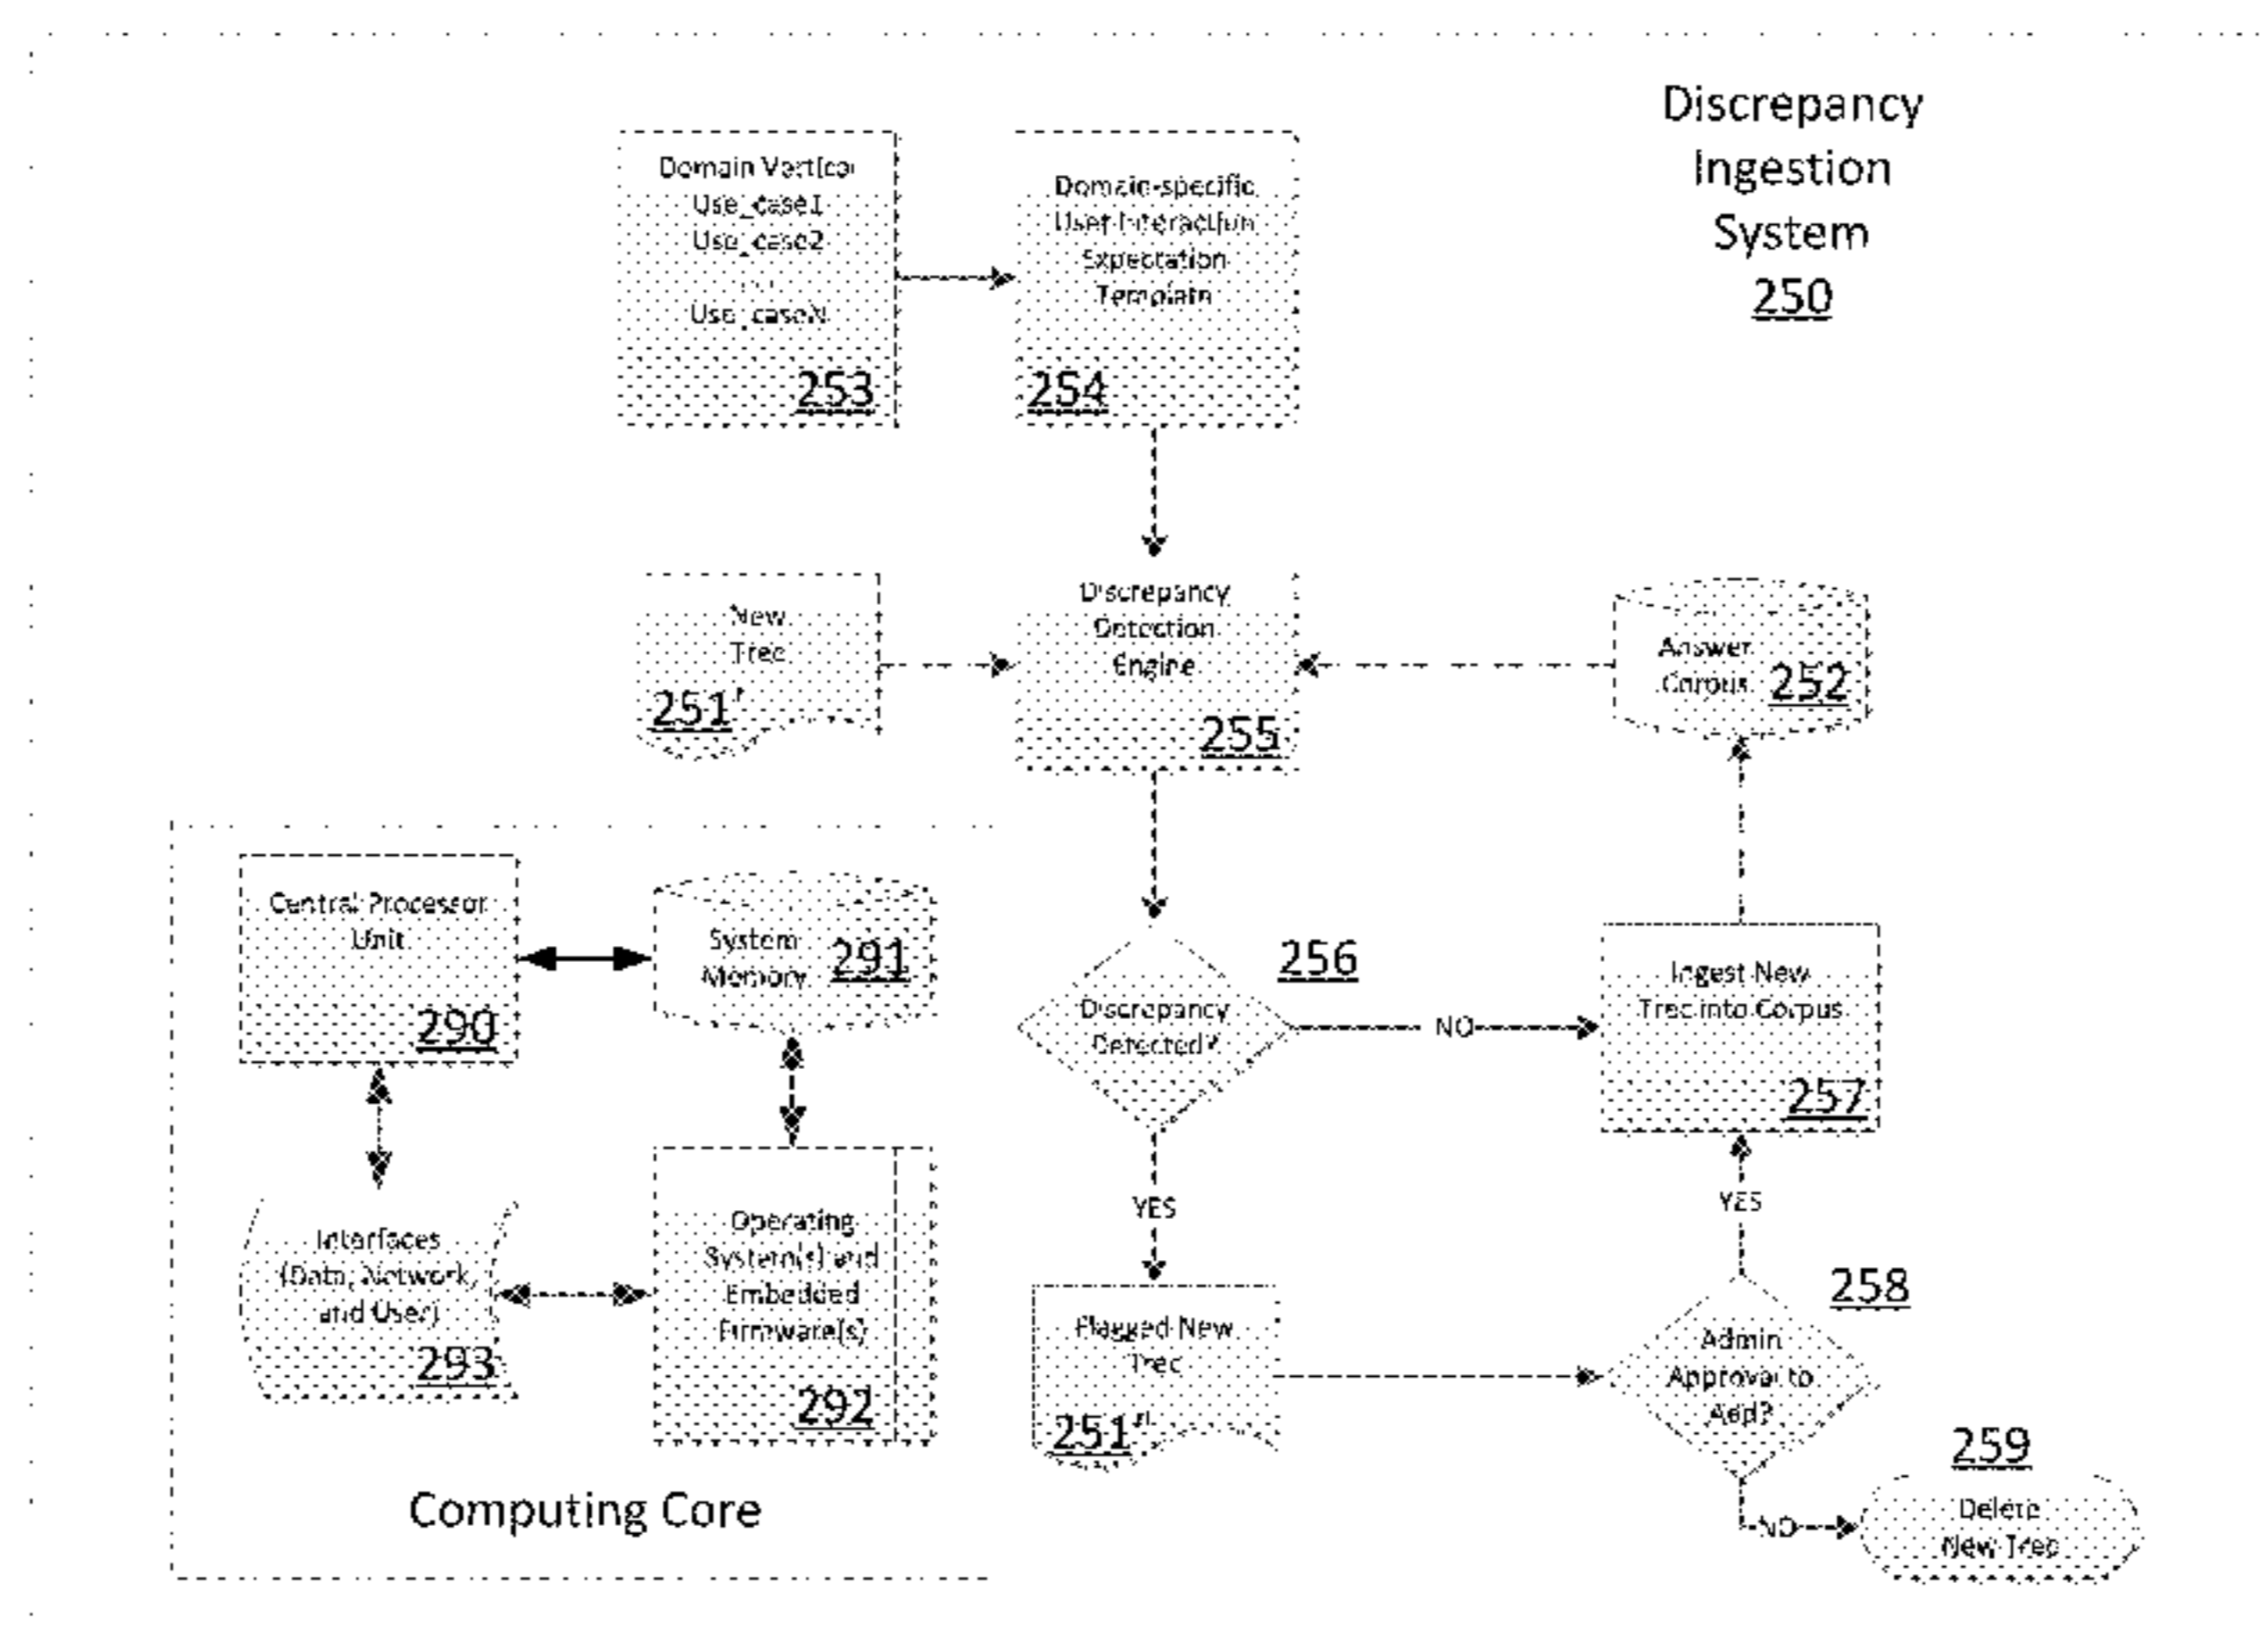 Discrepancy
Ingestion
System
250
Domain Vertical
Use_case1
Use_case2
...
Use_caseN
253
Domain-specific
User Interaction
Expectation
Template
254
New
Tree
251'
Discrepancy
Detection
Engine
255
Answer
Corpus
252
Central Processor
Unit
290
System
Memory
291
256
Discrepancy
Detected?
NO
Ingest New
Tree into Corpus
257
YES
YES
Interfaces
(Data, Network,
and User)
293
Operating
System(s) and
Embedded
Firmware(s)
292
Flagged New
Tree
251"
258
Admin
Approval to
Add?
259
NO
Delete
New Tree
Computing Core